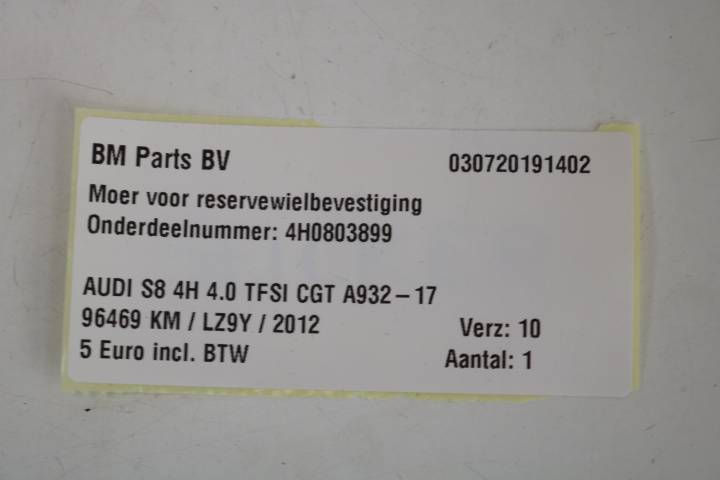 BM Parts BV 030720191402
Moer voor reservewielbevestiging
Onderdeelnummer: 4H0803899
AUDI S8 4H 4.0 TFSI CGT A932-17
96469 KM / LZ9Y / 2012 Verz: 10
5 Euro incl. BTW Aantal: 1